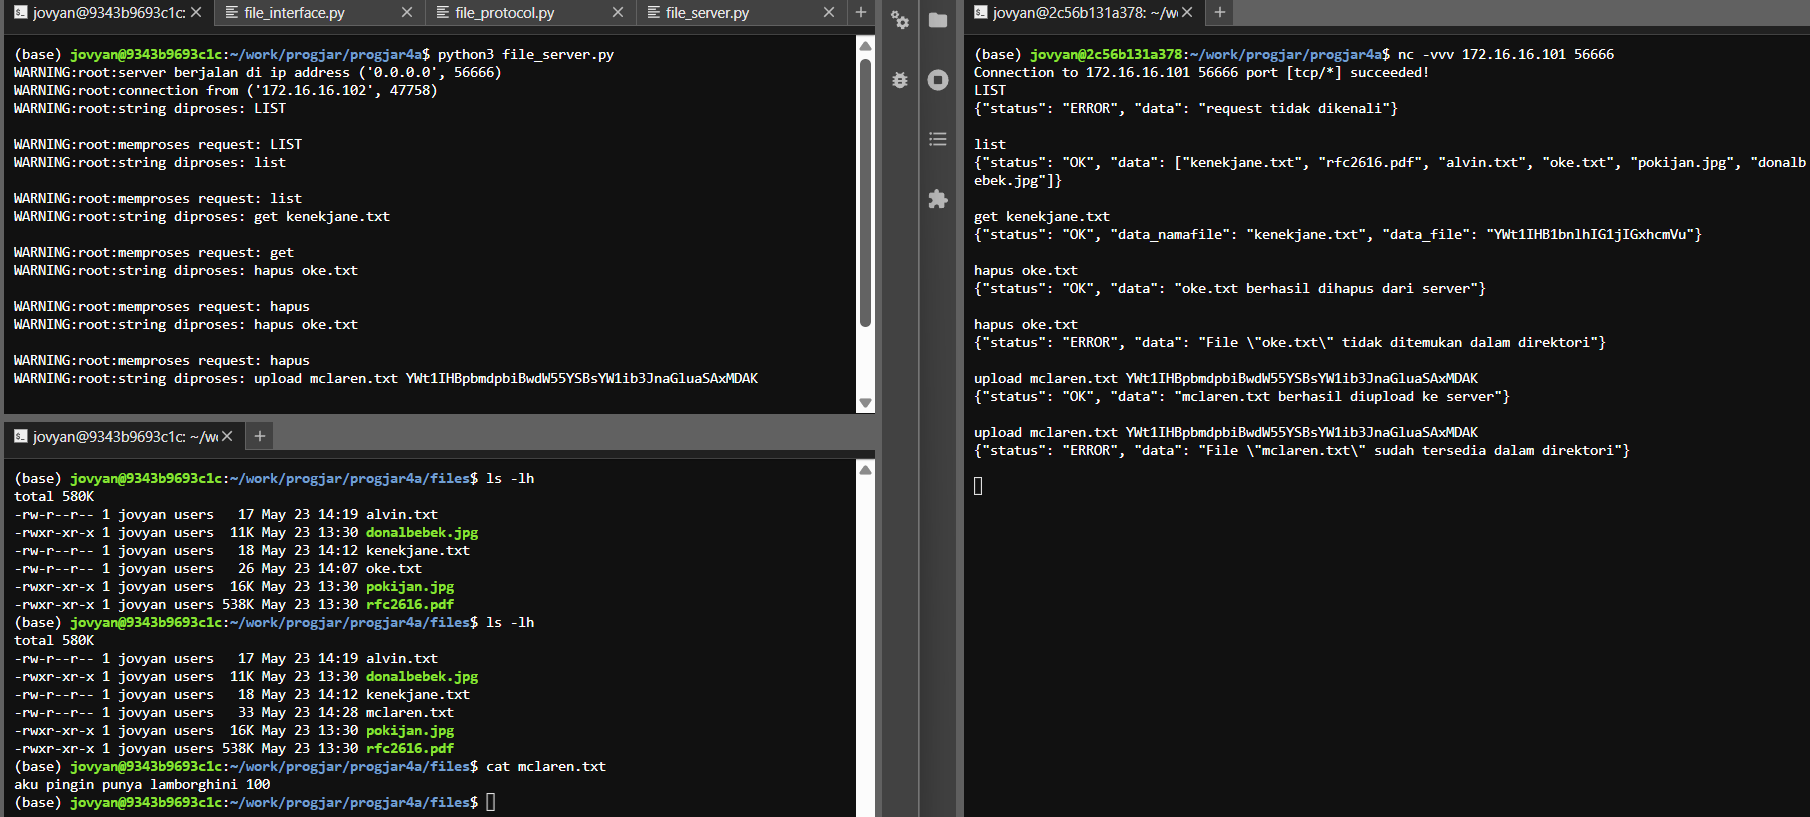 jovyan@9343b9693c1c:
file_interface.py
file_protocol.py
file_server.py
(base) jovyan@9343b9693c1c:~/work/progjar/progjar4a$ python3 file_server.py
WARNING:root:server berjalan di ip address ('0.0.0.0', 56666)
WARNING:root:connection from ('172.16.16.102', 47758)
WARNING:root:string diproses: LIST
WARNING:root:memproses request: LIST
WARNING:root:string diproses: list
WARNING:root:memproses request: list
WARNING:root:string diproses: get kenekjane.txt
WARNING:root:memproses request: get
WARNING:root:string diproses: hapus oke.txt
WARNING:root:memproses request: hapus
WARNING:root:string diproses: hapus oke.txt
WARNING:root:memproses request: hapus
WARNING:root:string diproses: upload mclaren.txt YWt1IHBpbmdpbiBwdW55YSBsYW1ib3JnaGluaSAxMDAK
jovyan@9343b9693c1c: ~/w
(base) jovyan@9343b9693c1c:~/work/progjar/progjar4a/files$ ls -lh
total 580K
-rw-r--r-- 1 jovyan users   17 May 23 14:19 alvin.txt
-rwxr-xr-x 1 jovyan users  11K May 23 13:30 donalbebek.jpg
-rw-r--r-- 1 jovyan users   18 May 23 14:12 kenekjane.txt
-rw-r--r-- 1 jovyan users   26 May 23 14:07 oke.txt
-rwxr-xr-x 1 jovyan users  16K May 23 13:30 pokijan.jpg
-rwxr-xr-x 1 jovyan users 538K May 23 13:30 rfc2616.pdf
(base) jovyan@9343b9693c1c:~/work/progjar/progjar4a/files$ ls -lh
total 580K
-rw-r--r-- 1 jovyan users   17 May 23 14:19 alvin.txt
-rwxr-xr-x 1 jovyan users  11K May 23 13:30 donalbebek.jpg
-rw-r--r-- 1 jovyan users   18 May 23 14:12 kenekjane.txt
-rw-r--r-- 1 jovyan users   33 May 23 14:28 mclaren.txt
-rwxr-xr-x 1 jovyan users  16K May 23 13:30 pokijan.jpg
-rwxr-xr-x 1 jovyan users 538K May 23 13:30 rfc2616.pdf
(base) jovyan@9343b9693c1c:~/work/progjar/progjar4a/files$ cat mclaren.txt
aku pingin punya lamborghini 100
(base) jovyan@9343b9693c1c:~/work/progjar/progjar4a/files$
jovyan@2c56b131a378: ~/w
(base) jovyan@2c56b131a378:~/work/progjar/progjar4a$ nc -vvv 172.16.16.101 56666
Connection to 172.16.16.101 56666 port [tcp/*] succeeded!
LIST
{"status": "ERROR", "data": "request tidak dikenali"}
list
{"status": "OK", "data": ["kenekjane.txt", "rfc2616.pdf", "alvin.txt", "oke.txt", "pokijan.jpg", "donalb
ebek.jpg"]}
get kenekjane.txt
{"status": "OK", "data_namafile": "kenekjane.txt", "data_file": "YWt1IHB1bnlhIG1jIGxhcmVu"}
hapus oke.txt
{"status": "OK", "data": "oke.txt berhasil dihapus dari server"}
hapus oke.txt
{"status": "ERROR", "data": "File \"oke.txt\" tidak ditemukan dalam direktori"}
upload mclaren.txt YWt1IHBpbmdpbiBwdW55YSBsYW1ib3JnaGluaSAxMDAK
{"status": "OK", "data": "mclaren.txt berhasil diupload ke server"}
upload mclaren.txt YWt1IHBpbmdpbiBwdW55YSBsYW1ib3JnaGluaSAxMDAK
{"status": "ERROR", "data": "File \"mclaren.txt\" sudah tersedia dalam direktori"}